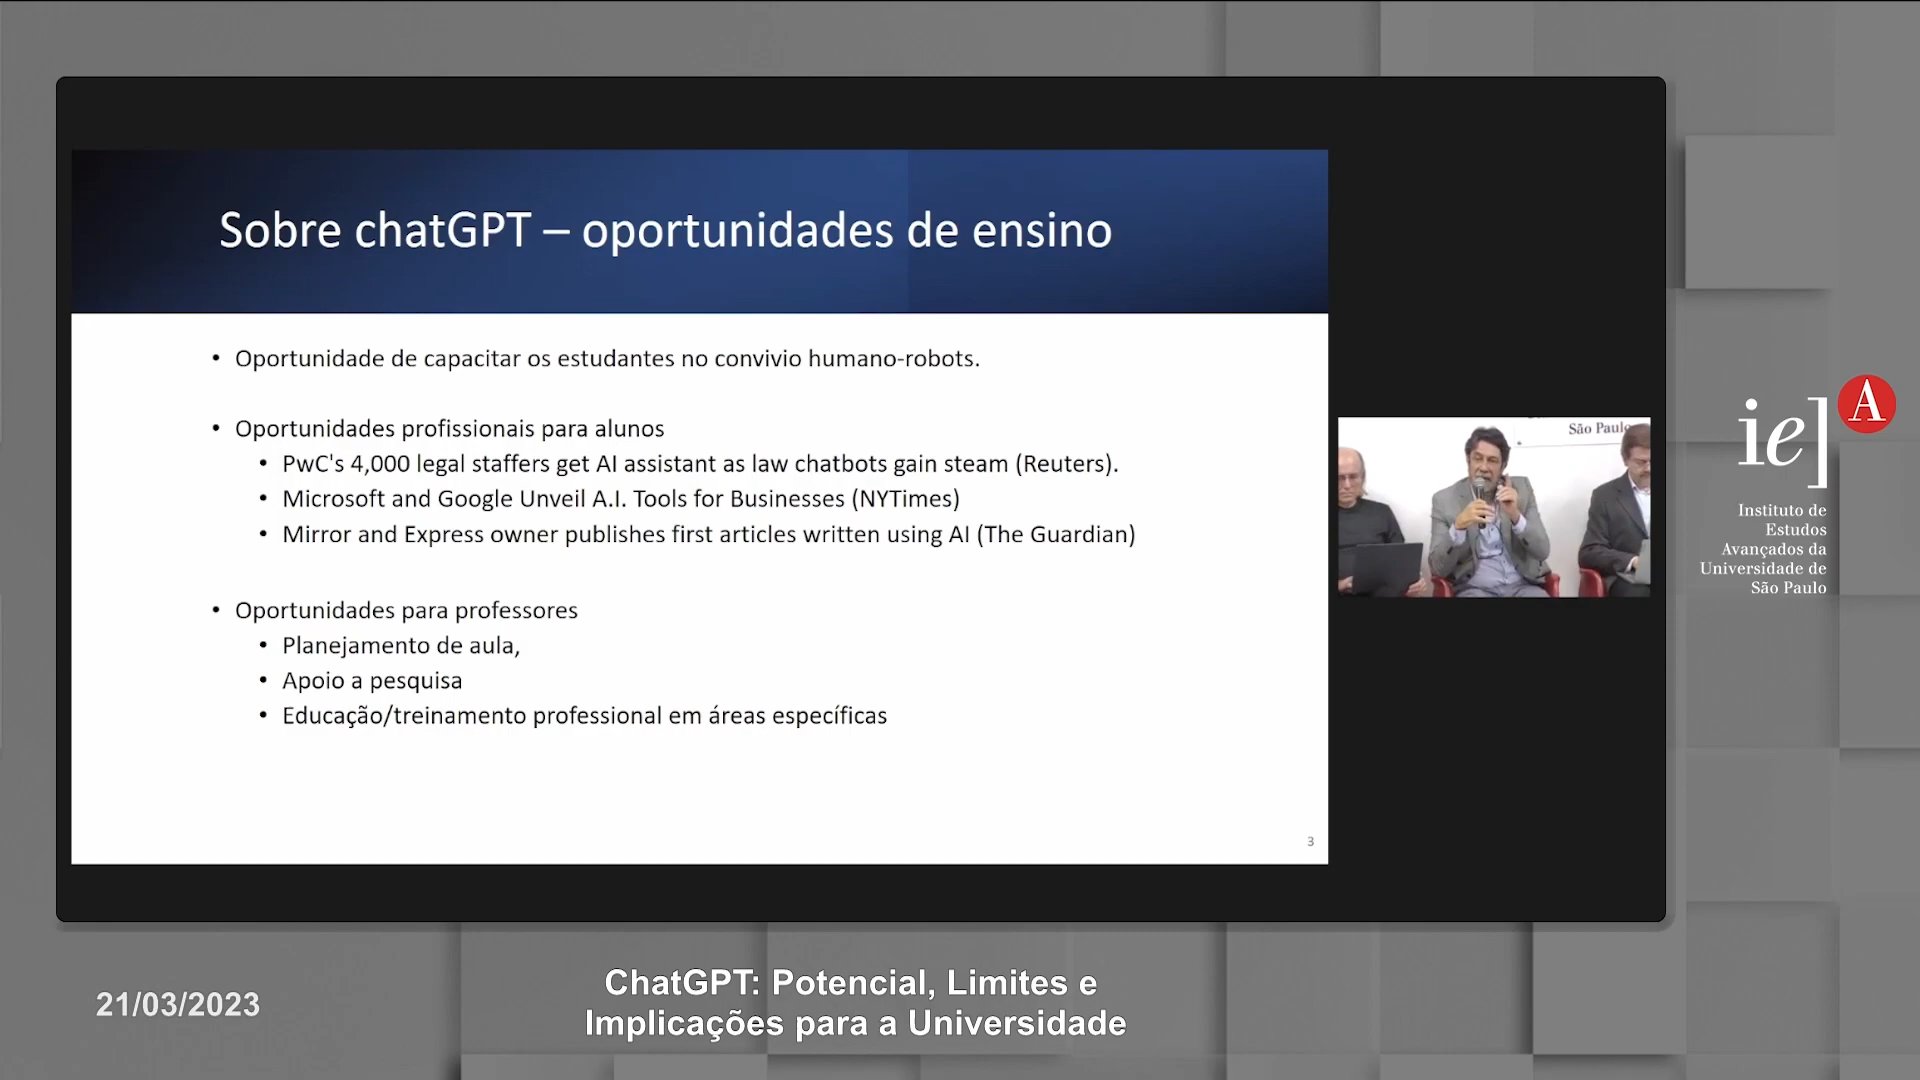 Sobre chatGPT – oportunidades de ensino
• Oportunidade de capacitar os estudantes no convivio humano-robots.
• Oportunidades profissionais para alunos
• PwC's 4,000 legal staffers get AI assistant as law chatbots gain steam (Reuters).
• Microsoft and Google Unveil A.I. Tools for Businesses (NYTimes)
• Mirror and Express owner publishes first articles written using AI (The Guardian)
• Oportunidades para professores
• Planejamento de aula,
• Apoio a pesquisa
• Educação/treinamento professional em áreas específicas
3
São Paulo
ie] A
Instituto de
Estudos
Avançados da
Universidade de
São Paulo
21/03/2023
ChatGPT: Potencial, Limites e
Implicações para a Universidade